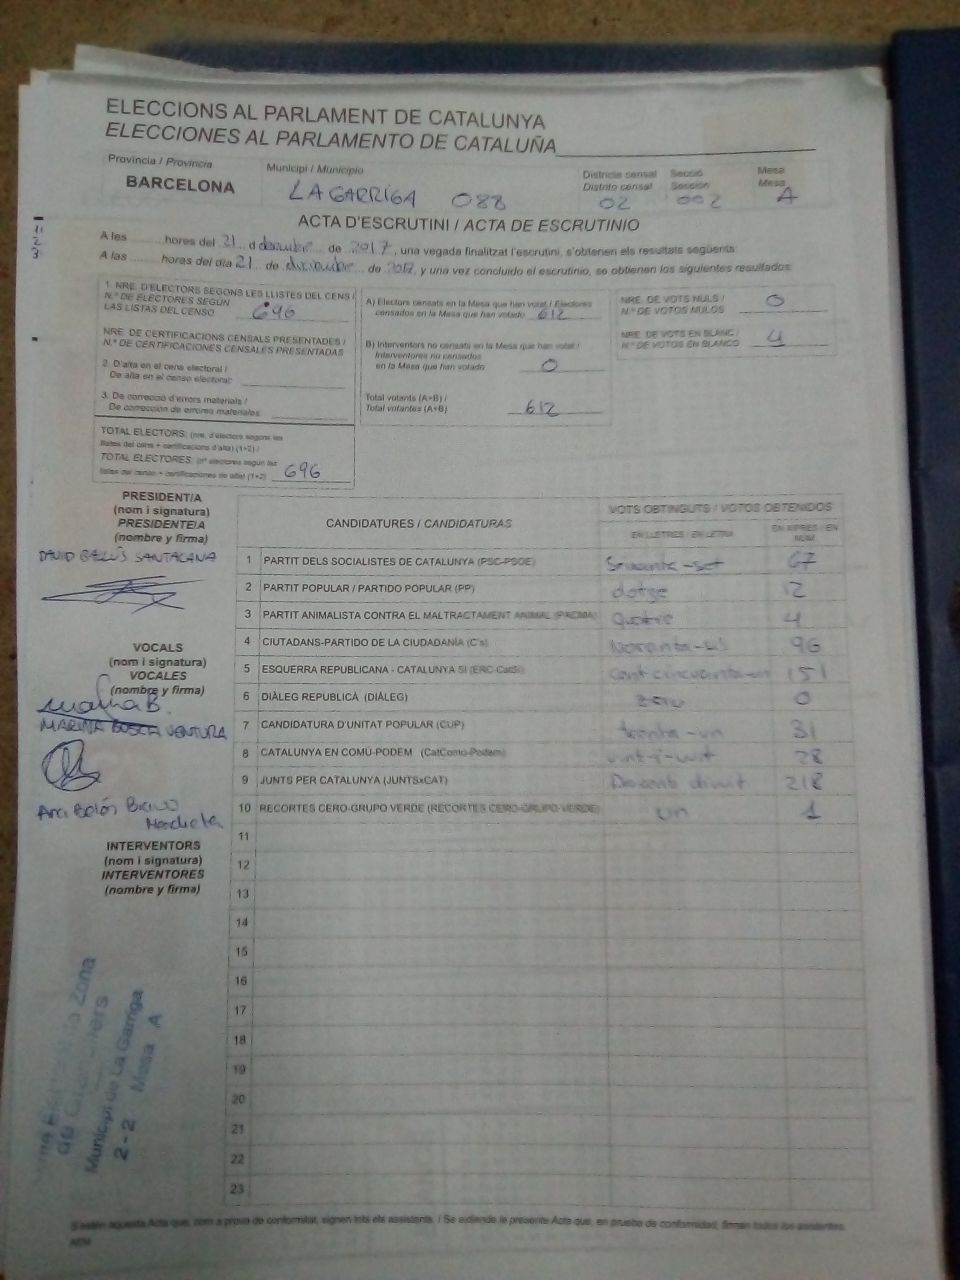 ELECCIONS AL PARLAMENT DE CATALUNYA
ELECCIONES AL PARLAMENTO DE CATALUÑA
Província / Provincia
BARCELONA
Municipi / Municipio
LA GARRIGA 088
Districte censal
Distrito censal
02
Secció
Sección
002
Mesa
Mesa
A
ACTA D'ESCRUTINI / ACTA DE ESCRUTINIO
A les ........... hores del 21 d desembre de 2017, una vegada finalitzat l'escrutini, s'obtenen els resultats següents:
A las ........... horas del día 21 de diciembre de 2017, y una vez concluido el escrutinio, se obtienen los siguientes resultados:
1. NRE. D'ELECTORS SEGONS LES LLISTES DEL CENS /
N.º DE ELECTORES SEGÚN
LAS LISTAS DEL CENSO 696
NRE. DE CERTIFICACIONS CENSALS PRESENTADES /
N.º DE CERTIFICACIONES CENSALES PRESENTADAS
2. D'alta en el cens electoral /
De alta en el censo electoral:
3. De correcció d'errors materials /
De corrección de errores materiales
TOTAL ELECTORS: (nre. d'electors segons les
llistes del cens + certificacions d'alta) (1+2) /
TOTAL ELECTORES: (nº electores según las
listas del censo + certificaciones de alta) (1+2) 696
A) Electors censats en la Mesa que han votat / Electores
censados en la Mesa que han votado 612
B) Interventors no censats en la Mesa que han votat /
Interventores no censados
en la Mesa que han votado 0
Total votants (A+B) /
Total votantes (A+B) 612
NRE. DE VOTS NULS /
N.º DE VOTOS NULOS 0
NRE. DE VOTS EN BLANC /
N.º DE VOTOS EN BLANCO 4
PRESIDENT/A
(nom i signatura)
PRESIDENTE/A
(nombre y firma)
DAVID GALLÚS SANTACANA
VOCALS
(nom i signatura)
VOCALES
(nombre y firma)
Marina B.
MARINA BOSCA VENTURA
Ana Belén Bravo
INTERVENTORS
(nom i signatura)
INTERVENTORES
(nombre y firma)
CANDIDATURES / CANDIDATURAS
VOTS OBTINGUTS / VOTOS OBTENIDOS
EN LLETRES / EN LETRA
EN XIFRES / EN NÚM.
1 PARTIT DELS SOCIALISTES DE CATALUNYA (PSC-PSOE) Seixanta-set 67
2 PARTIT POPULAR / PARTIDO POPULAR (PP) dotze 12
3 PARTIT ANIMALISTA CONTRA EL MALTRACTAMENT ANIMAL (PACMA) Quatre 4
4 CIUTADANS-PARTIDO DE LA CIUDADANÍA (C's) Noranta-sis 96
5 ESQUERRA REPUBLICANA - CATALUNYA SÍ (ERC-CatSí) Cent cincuanta-un 151
6 DIÀLEG REPUBLICÀ (DIÀLEG) zero 0
7 CANDIDATURA D'UNITAT POPULAR (CUP) trenta-un 31
8 CATALUNYA EN COMÚ-PODEM (CatComú-Podem) vint-i-vuit 28
9 JUNTS PER CATALUNYA (JUNTSxCAT) Doscents divuit 218
10 RECORTES CERO-GRUPO VERDE (RECORTES CERO-GRUPO VERDE) un 1
11
12
13
14
15
16
17
18
19
20
21
22
23
Zona
Municipi de La Garriga
2 - 2 Mesa A
S'estén aquesta Acta que, com a prova de conformitat, signen tots els assistents. / Se extiende la presente Acta que, en prueba de conformidad, firman todos los asistentes.